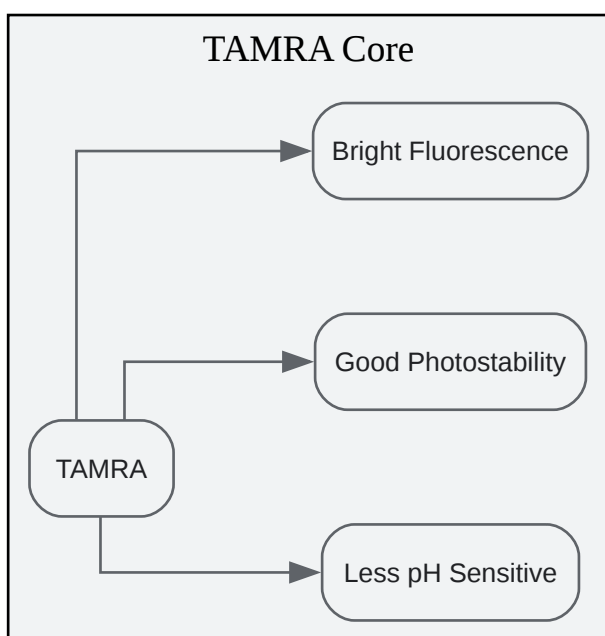 TAMRA Core
Bright Fluorescence
Good Photostability
TAMRA
Less pH Sensitive